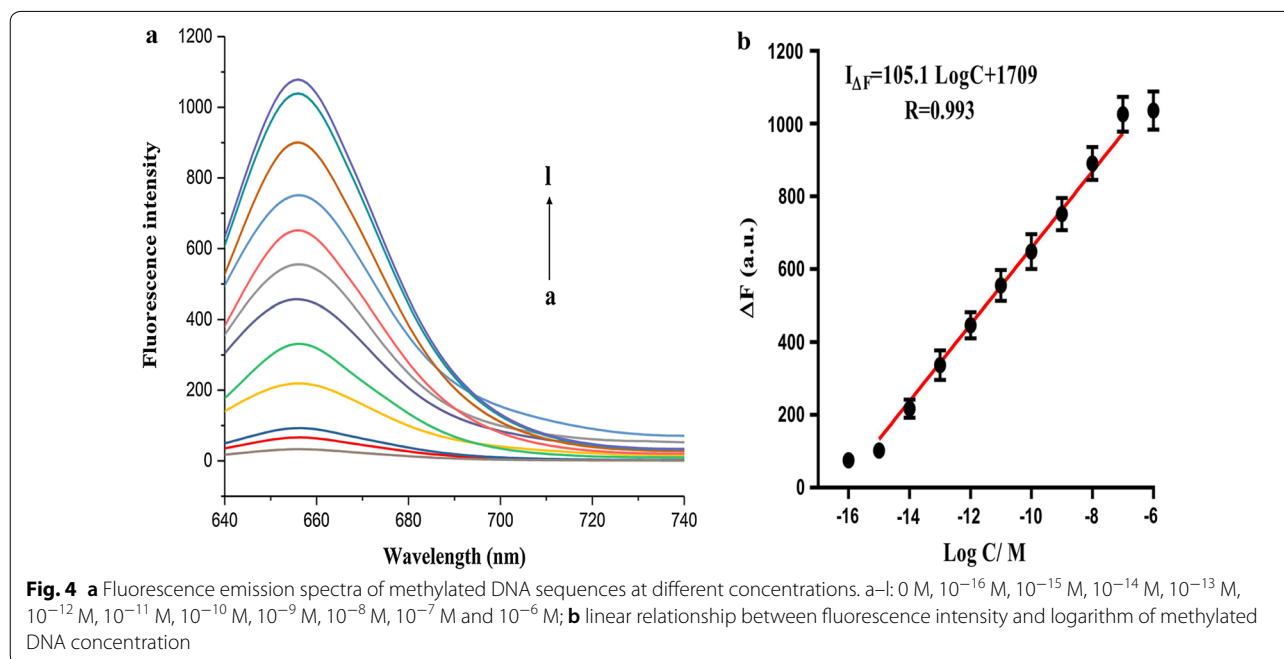 a
1200
1000
800
600
400
200
0
Fluorescence intensity
l
a
640 660 680 700 720 740
Wavelength (nm)
b
1200
1000
800
600
400
200
0
ΔF (a.u.)
I_ΔF=105.1 LogC+1709
R=0.993
-16 -14 -12 -10 -8 -6
Log C/ M
Fig. 4 a Fluorescence emission spectra of methylated DNA sequences at different concentrations. a–l: 0 M, 10⁻¹⁶ M, 10⁻¹⁵ M, 10⁻¹⁴ M, 10⁻¹³ M,
10⁻¹² M, 10⁻¹¹ M, 10⁻¹⁰ M, 10⁻⁹ M, 10⁻⁸ M, 10⁻⁷ M and 10⁻⁶ M; b linear relationship between fluorescence intensity and logarithm of methylated
DNA concentration